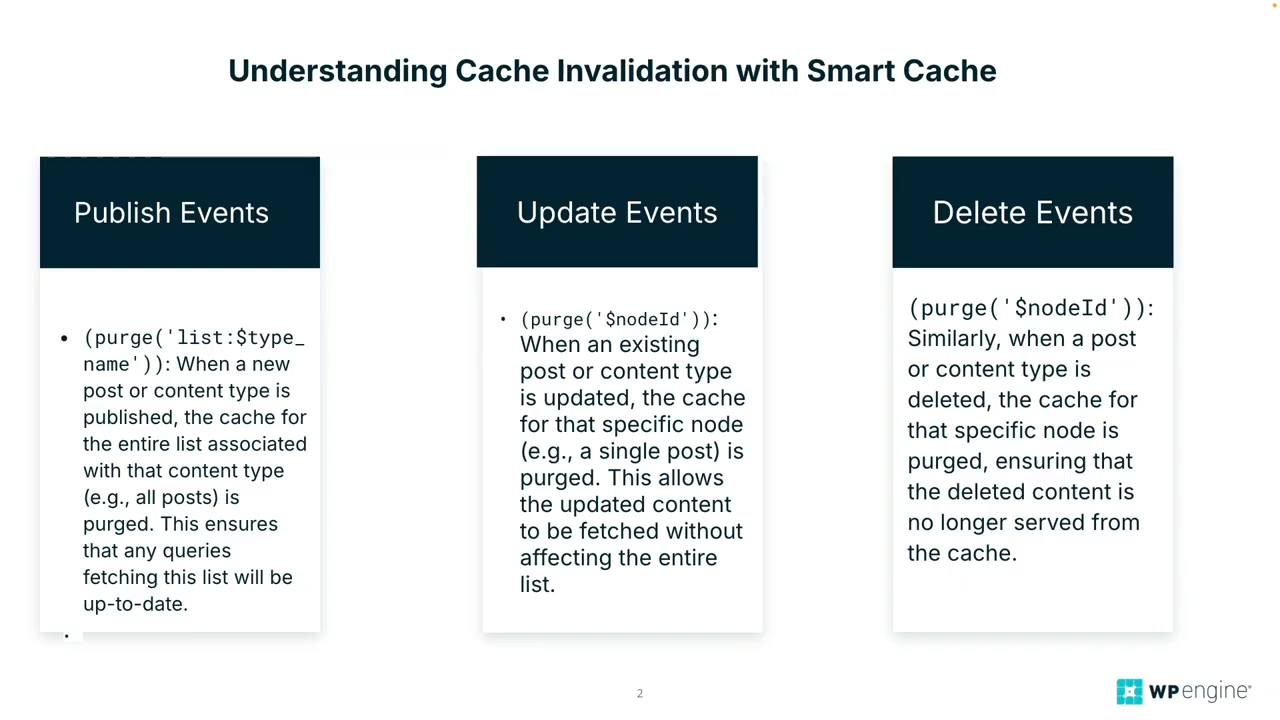 Understanding Cache Invalidation with Smart Cache
Publish Events
• (purge('list:$type_
name')): When a new
post or content type is
published, the cache for
the entire list associated
with that content type
(e.g., all posts) is
purged. This ensures
that any queries
fetching this list will be
up-to-date.
•
Update Events
• (purge('$nodeId')):
When an existing
post or content type
is updated, the cache
for that specific node
(e.g., a single post) is
purged. This allows
the updated content
to be fetched without
affecting the entire
list.
Delete Events
(purge('$nodeId')):
Similarly, when a post
or content type is
deleted, the cache for
that specific node is
purged, ensuring that
the deleted content is
no longer served from
the cache.
2
WP engine®